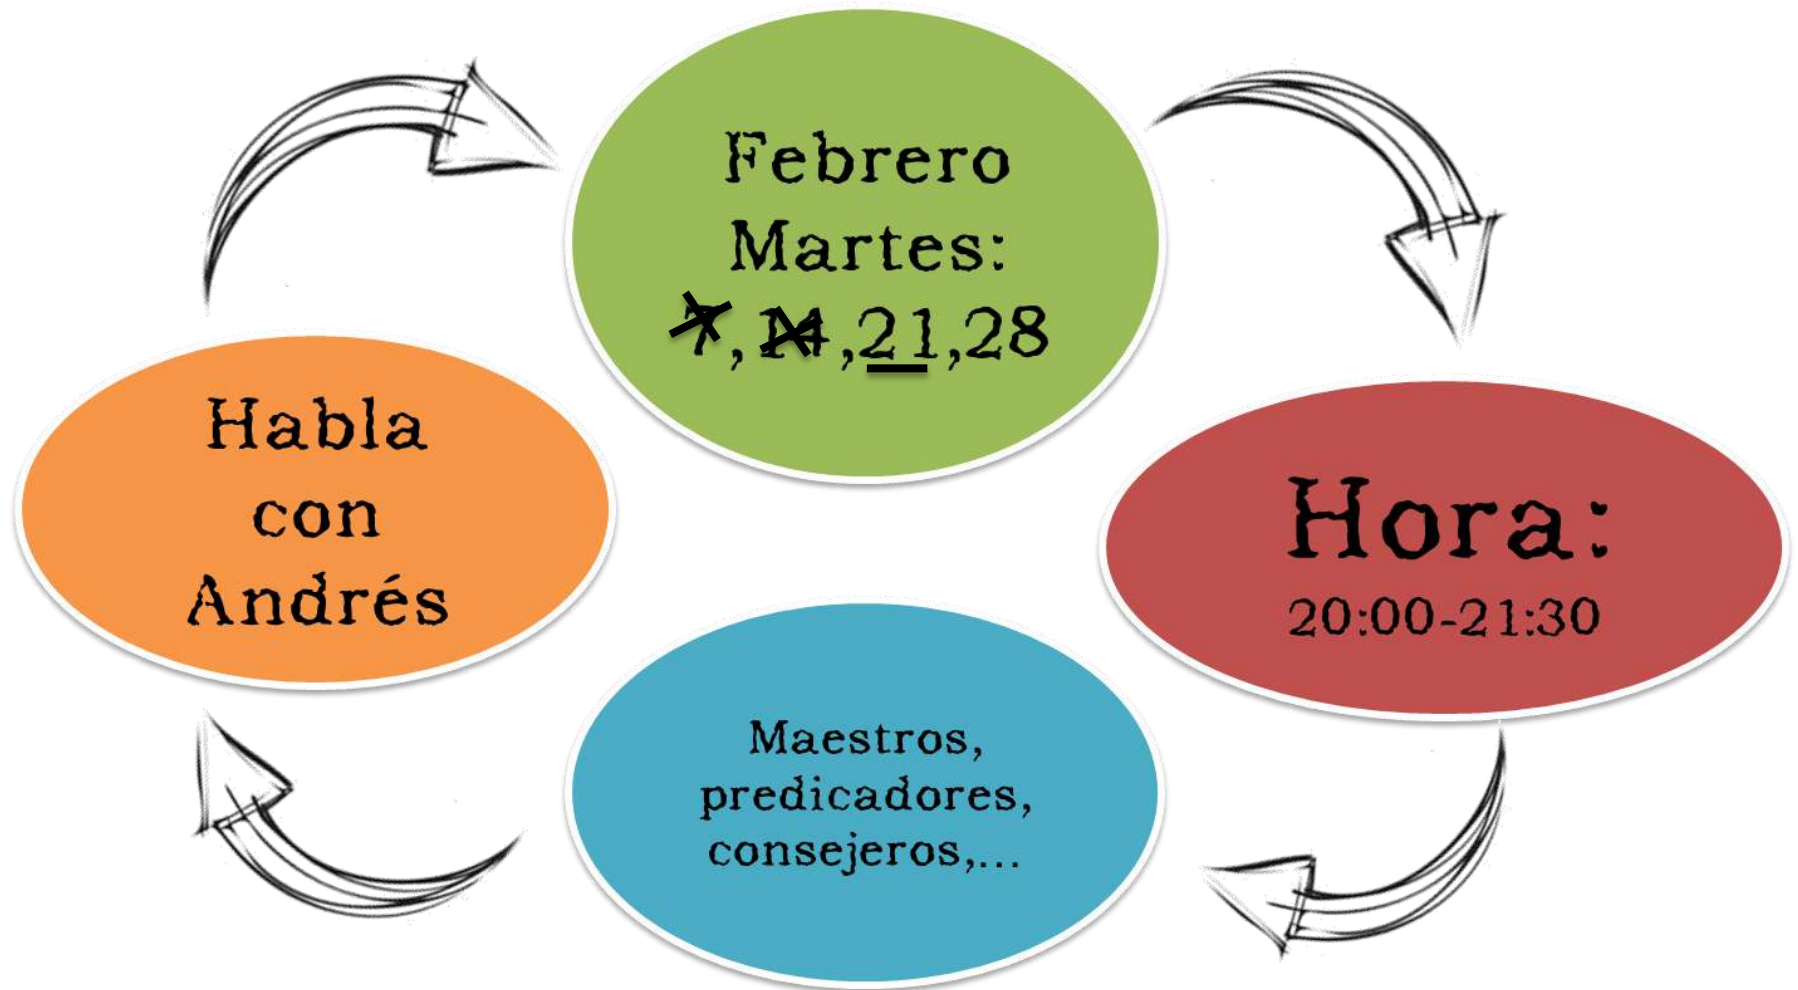 Febrero
Martes:
7,14,21,28
Habla
con
Andrés
Hora:
20:00-21:30
Maestros,
predicadores,
consejeros,...